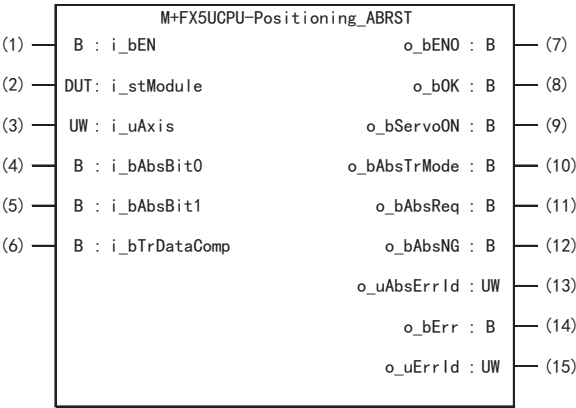 M+FX5UCPU-Positioning_ABRST
(1) B : i_bEN o_bENO : B (7)
(2) DUT: i_stModule o_bOK : B (8)
(3) UW : i_uAxis o_bServoON : B (9)
(4) B : i_bAbsBit0 o_bAbsTrMode : B (10)
(5) B : i_bAbsBit1 o_bAbsReq : B (11)
(6) B : i_bTrDataComp o_bAbsNG : B (12)
o_uAbsErrId : UW (13)
o_bErr : B (14)
o_uErrId : UW (15)